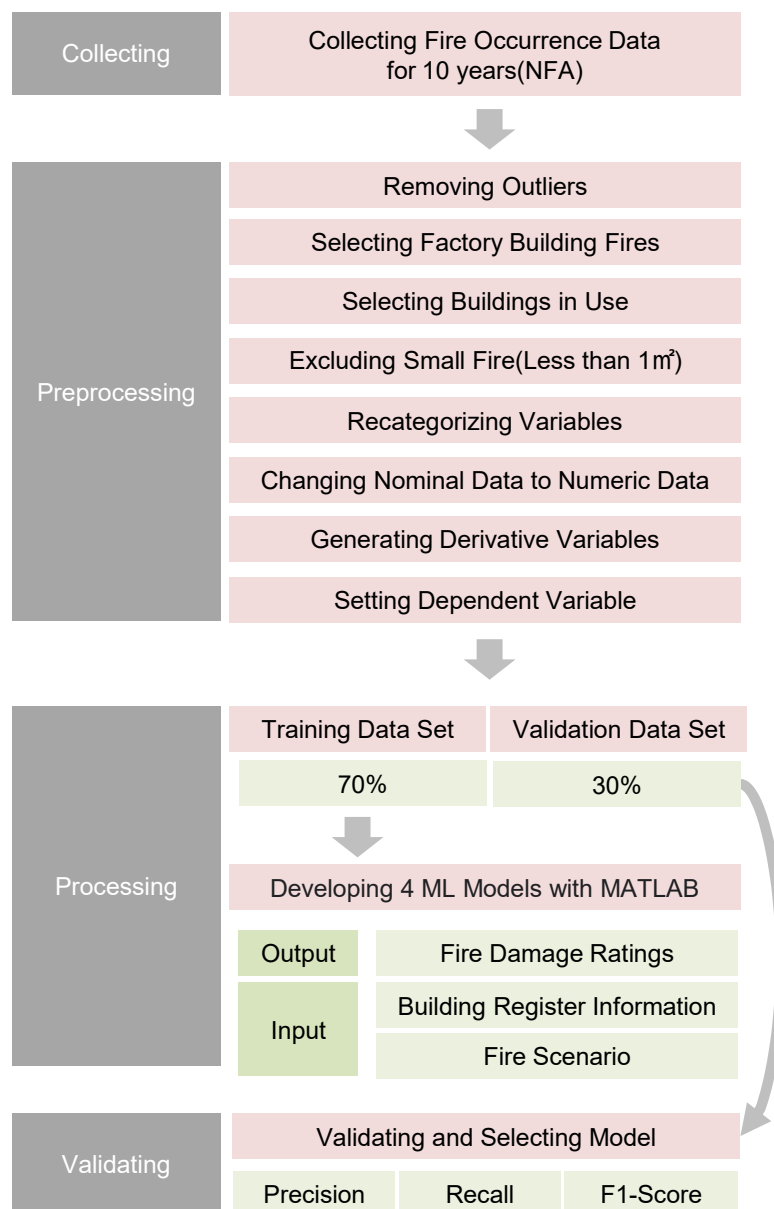 Collecting
Collecting Fire Occurrence Data
for 10 years(NFA)
Preprocessing
Removing Outliers
Selecting Factory Building Fires
Selecting Buildings in Use
Excluding Small Fire(Less than 1㎡)
Recategorizing Variables
Changing Nominal Data to Numeric Data
Generating Derivative Variables
Setting Dependent Variable
Processing
Training Data Set
Validation Data Set
70%
30%
Developing 4 ML Models with MATLAB
Output
Fire Damage Ratings
Input
Building Register Information
Fire Scenario
Validating
Validating and Selecting Model
Precision
Recall
F1-Score